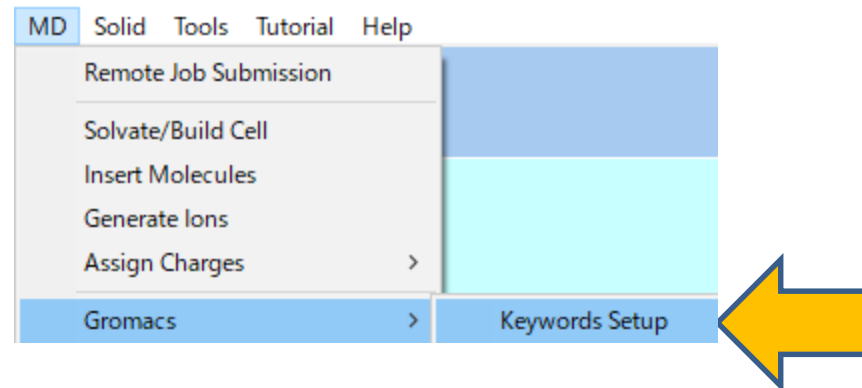 MD Solid Tools Tutorial Help
Remote Job Submission
Solvate/Build Cell
Insert Molecules
Generate Ions
Assign Charges >
Gromacs > Keywords Setup